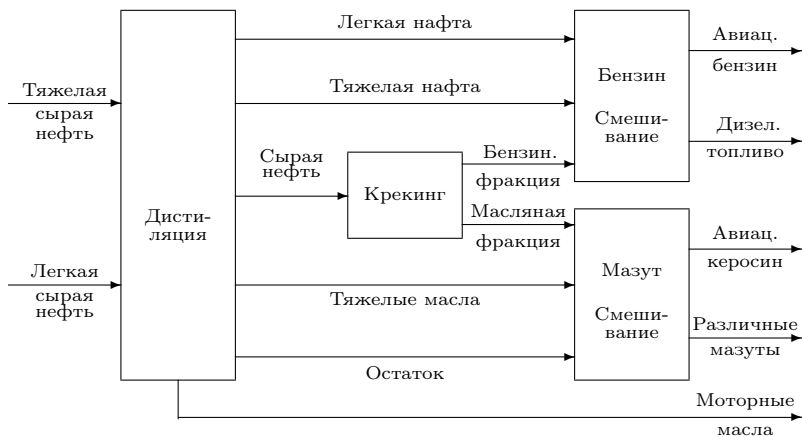 Легкая нафта
Авиац.
бензин
Тяжелая
сырая
нефть
Тяжелая нафта
Бензин
Смеши-
вание
Дизел.
топливо
Сырая
нефть
Крекинг
Бензин.
фракция
Масляная
фракция
Дисти-
ляция
Авиац.
керосин
Легкая
сырая
нефть
Тяжелые масла
Мазут
Смеши-
вание
Различные
мазуты
Остаток
Моторные
масла